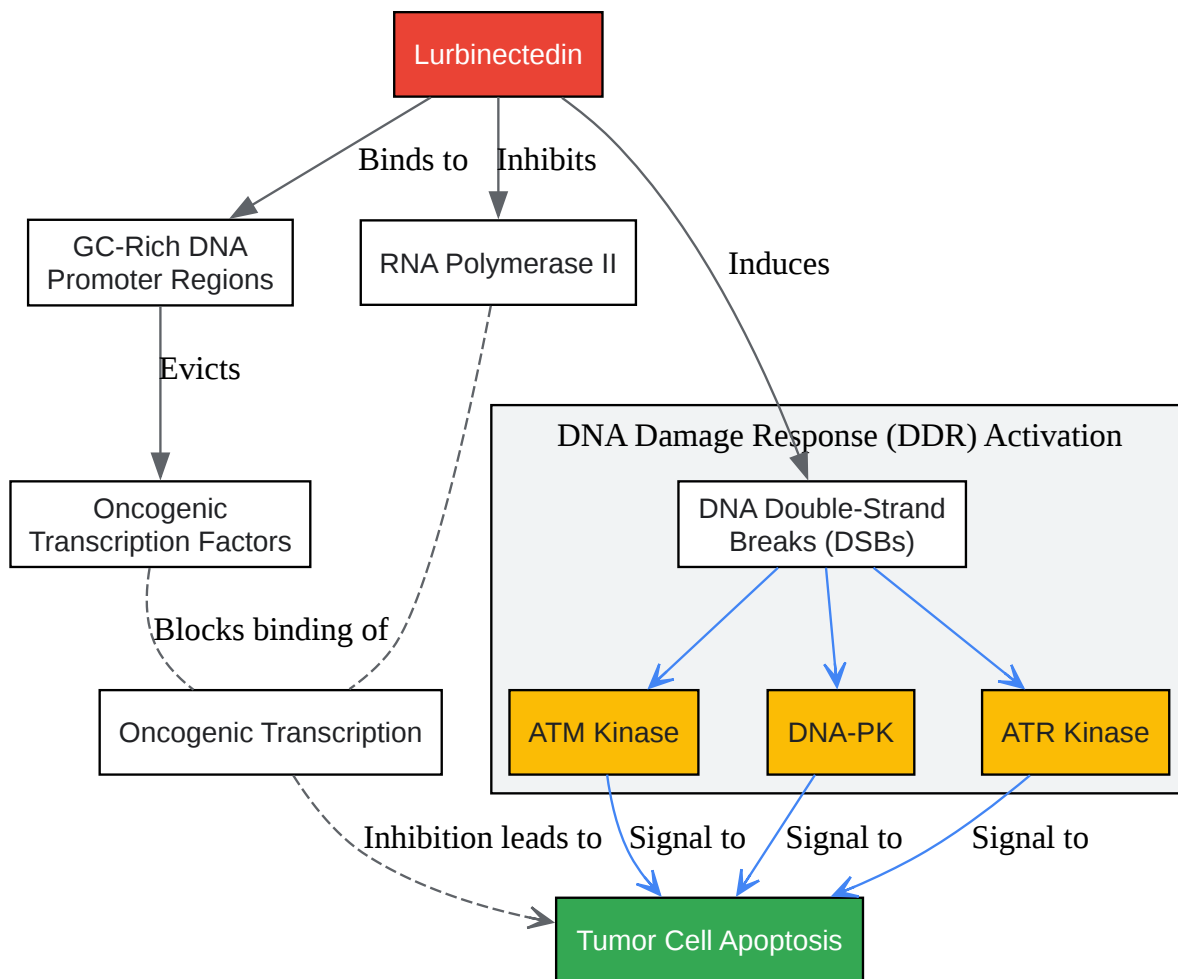 Lurbinectedin
Binds to
Inhibits
GC-Rich DNA
Promoter Regions
RNA Polymerase II
Induces
Evicts
DNA Damage Response (DDR) Activation
Oncogenic
Transcription Factors
DNA Double-Strand
Breaks (DSBs)
Blocks binding of
Oncogenic Transcription
ATM Kinase
DNA-PK
ATR Kinase
Inhibition leads to
Signal to
Signal to
Signal to
Tumor Cell Apoptosis